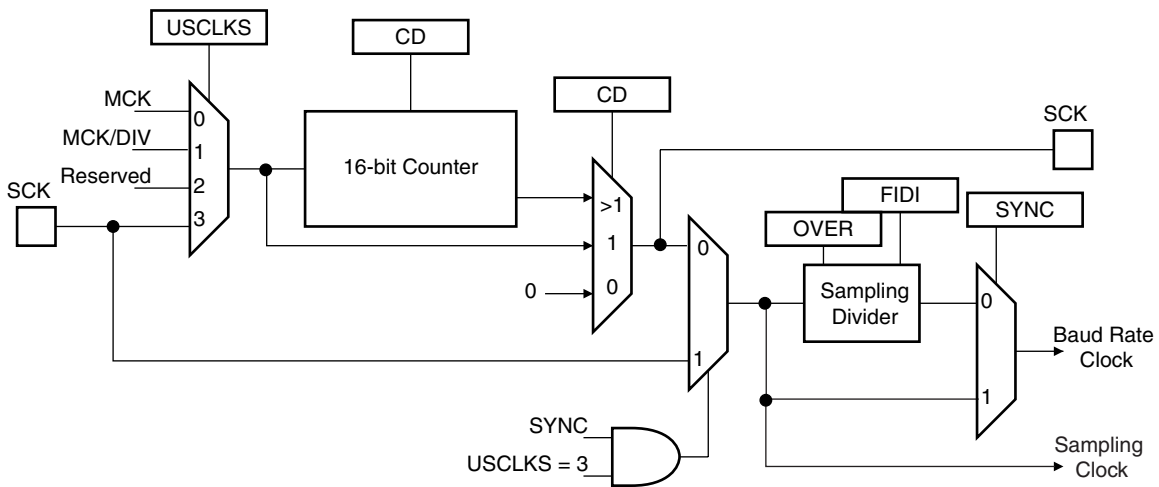 USCLKS
CD
CD
SCK
MCK
0
MCK/DIV
1
16-bit Counter
Reserved
2
FIDI
SCK
3
>1
SYNC
OVER
1
0
0
0
Sampling
Divider
0
Baud Rate
Clock
1
1
SYNC
USCLKS = 3
Sampling
Clock